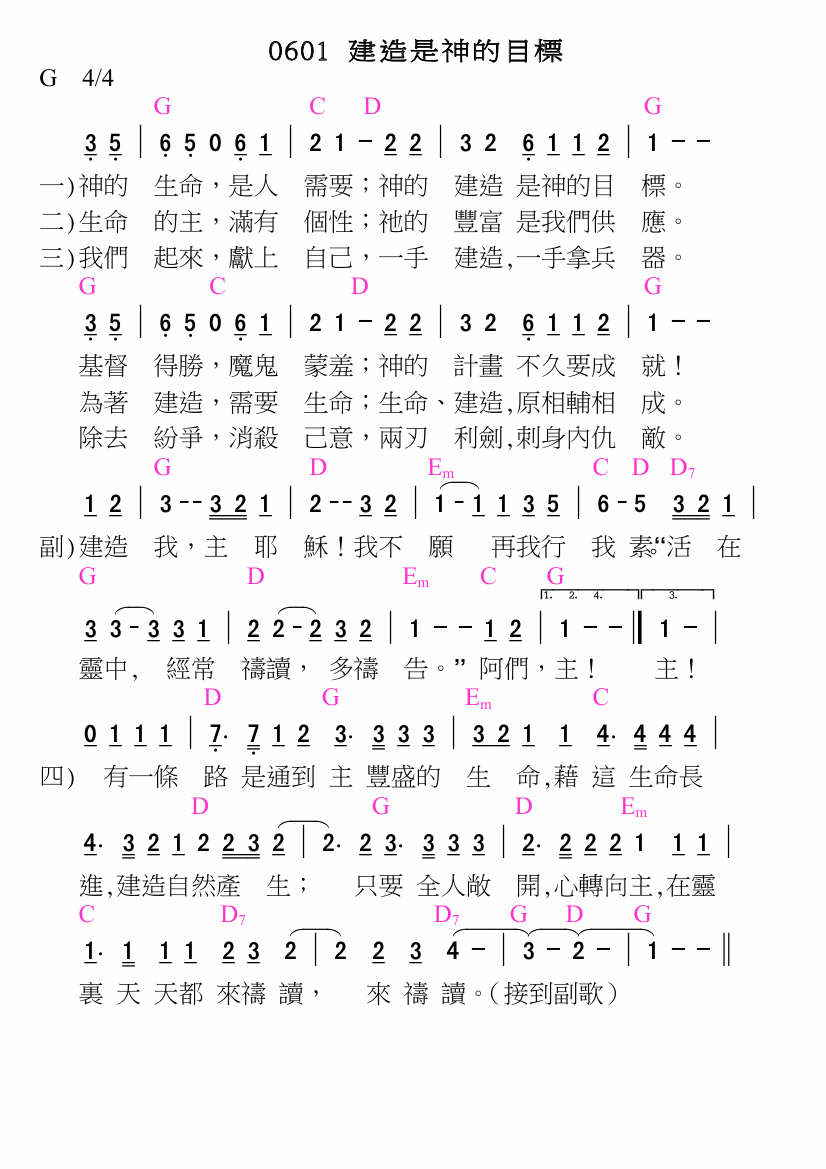 0601 建造是神的目標
G 4/4
G C D G
3 5 | 6 5 0 6 1 | 2 1 - 2 2 | 3 2 6 1 1 2 | 1 - -
一)神的 生命，是人 需要；神的 建造 是神的目 標。
二)生命 的主，滿有 個性；祂的 豐富 是我們供 應。
三)我們 起來，獻上 自己，一手 建造,一手拿兵 器。
G C D G
3 5 | 6 5 0 6 1 | 2 1 - 2 2 | 3 2 6 1 1 2 | 1 - -
基督 得勝，魔鬼 蒙羞；神的 計畫 不久要成 就！
為著 建造，需要 生命；生命、建造,原相輔相 成。
除去 紛爭，消殺 己意，兩刃 利劍,刺身內仇 敵。
G D Em C D D7
1 2 | 3 - - 3 2 1 | 2 - - 3 2 | 1 - 1 1 3 5 | 6 - 5 3 2 1 |
副)建造 我，主 耶 穌！我不 願 再我行 我 素。“活 在
G D Em C G
1. 2. 4. 3.
3 3 - 3 3 1 | 2 2 - 2 3 2 | 1 - - 1 2 | 1 - - || 1 - |
靈中， 經常 禱讀， 多禱 告。” 阿們，主！ 主！
D G Em C
0 1 1 1 | 7. 7 1 2 3. 3 3 3 | 3 2 1 1 4. 4 4 4 |
四) 有一條 路 是通到 主 豐盛的 生 命,藉 這 生命長
D G D Em
4. 3 2 1 2 2 3 2 | 2. 2 3. 3 3 3 | 2. 2 2 2 1 1 1 |
進,建造自然產 生； 只要 全人敞 開,心轉向主,在靈
C D7 D7 G D G
1. 1 1 1 2 3 2 | 2 2 3 4 - | 3 - 2 - | 1 - - ||
裏 天 天都 來禱 讀， 來 禱 讀。（接到副歌）